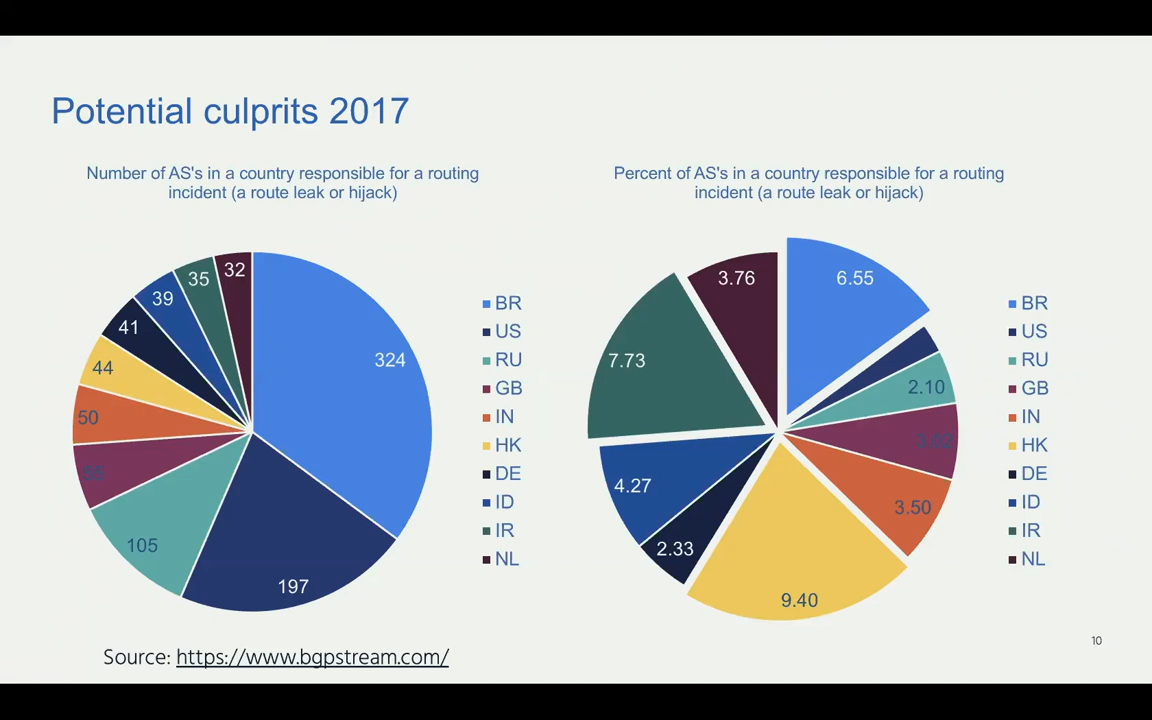 Potential culprits 2017
Number of AS's in a country responsible for a routing
incident (a route leak or hijack)
324
197
105
55
50
44
41
39
35
32
BR
US
RU
GB
IN
HK
DE
ID
IR
NL
Percent of AS's in a country responsible for a routing
incident (a route leak or hijack)
6.55
2.10
3.02
3.50
9.40
2.33
4.27
7.73
3.76
BR
US
RU
GB
IN
HK
DE
ID
IR
NL
Source: https://www.bgpstream.com/
10